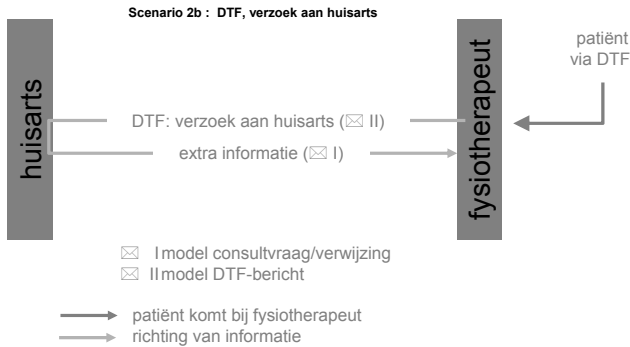 Scenario 2b : DTF, verzoek aan huisarts
huisarts
DTF: verzoek aan huisarts (✉ II)
extra informatie (✉ I)
fysiotherapeut
patiënt
via DTF
✉ I model consultvraag/verwijzing
✉ II model DTF-bericht
patiënt komt bij fysiotherapeut
richting van informatie